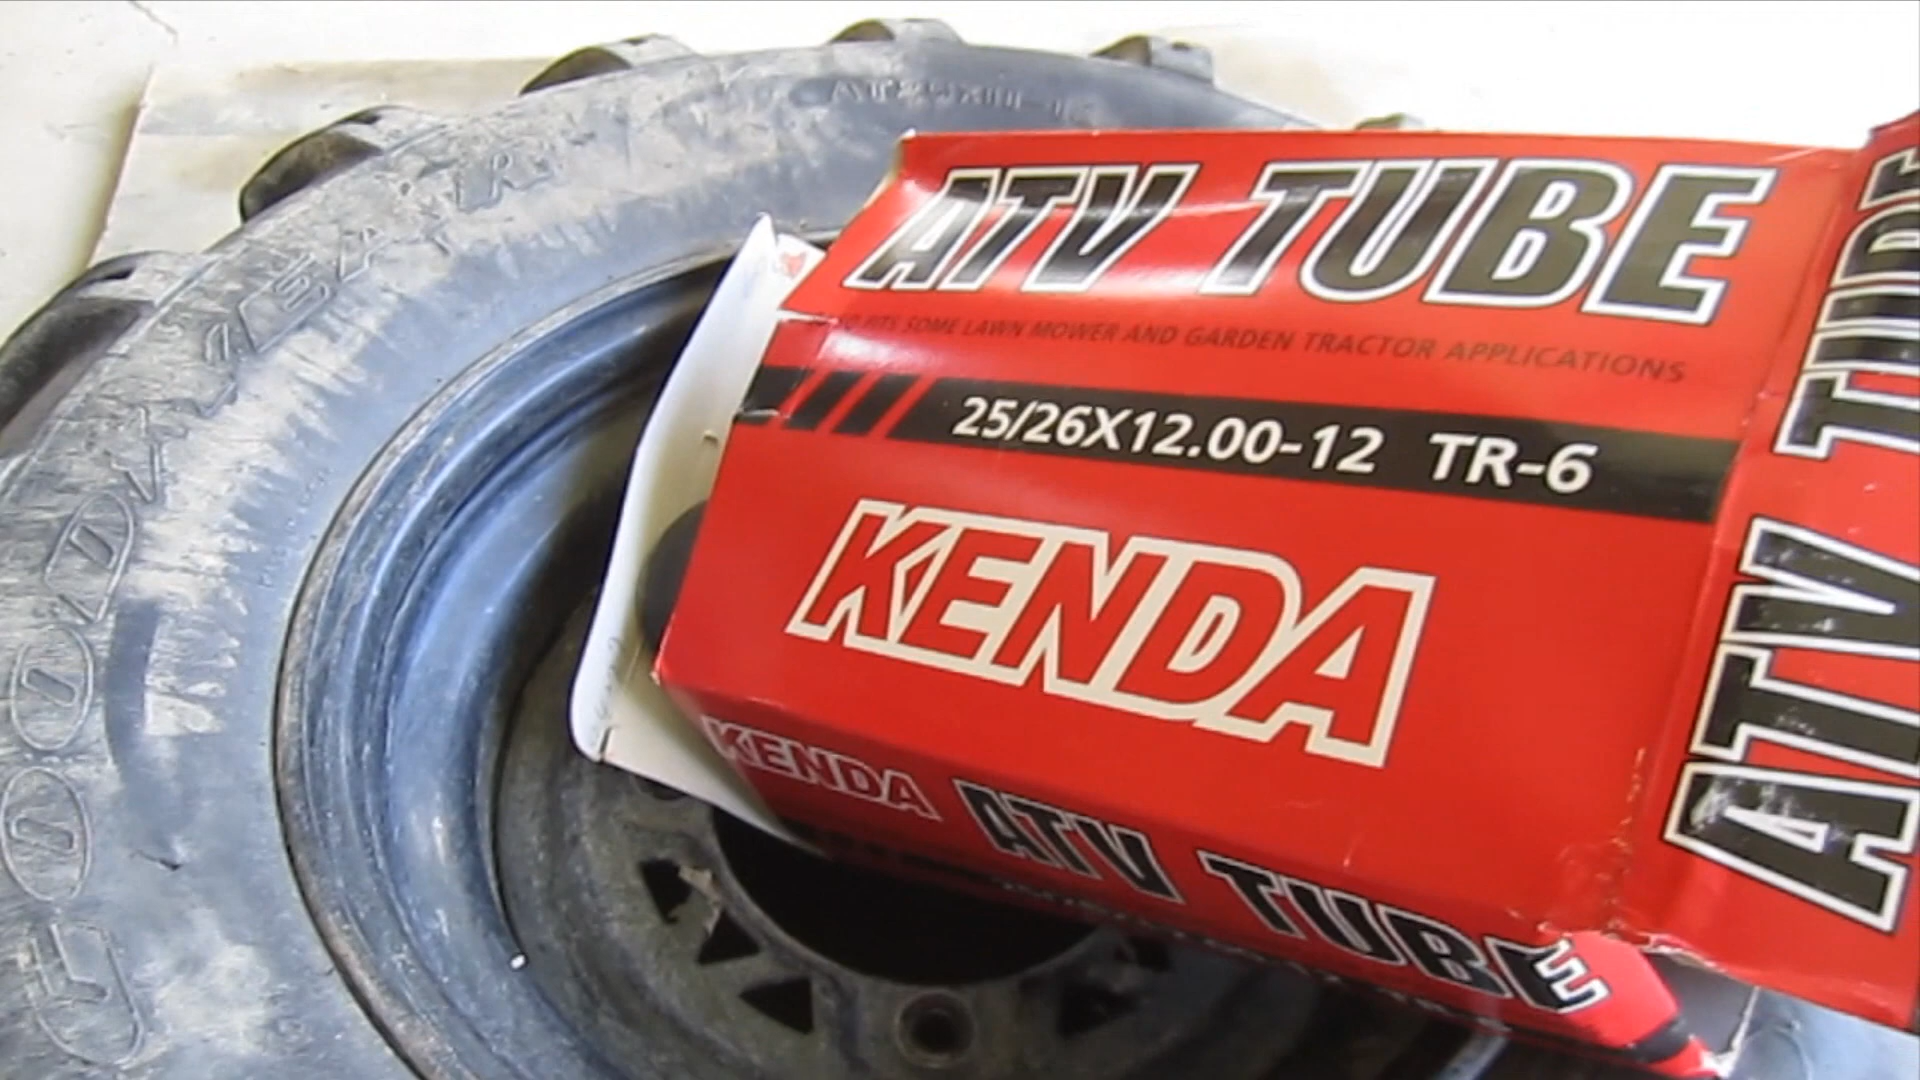 GOODYEAR
ATV TUBE
FITS SOME LAWN MOWER AND GARDEN TRACTOR APPLICATIONS
25/26X12.00-12 TR-6
KENDA
KENDA ATV TUBE
ATV TUBE